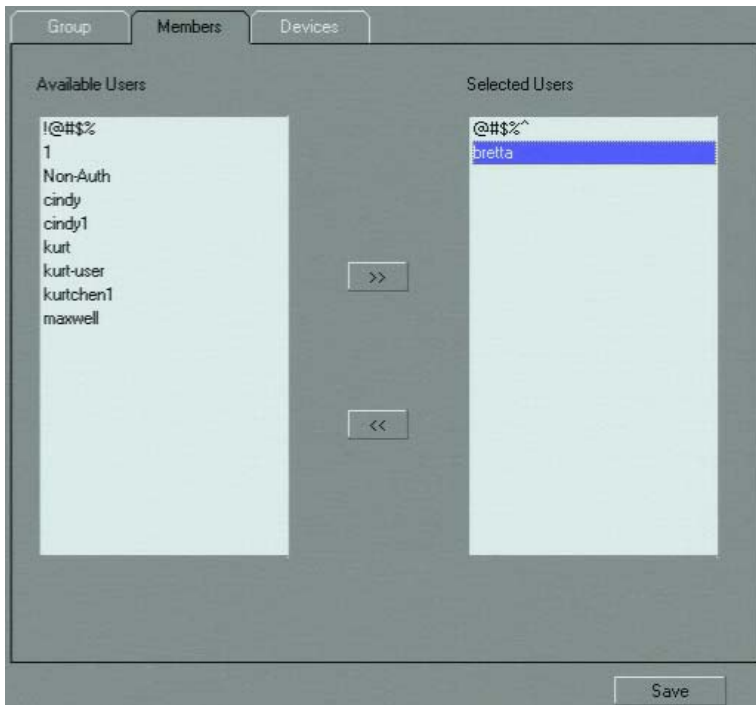 Group Members Devices
Available Users
Selected Users
!@#$%
1
Non-Auth
cindy
cindy1
kurt
kurt-user
kurtchen1
maxwell
>>
<<
@#$%^
bretta
Save